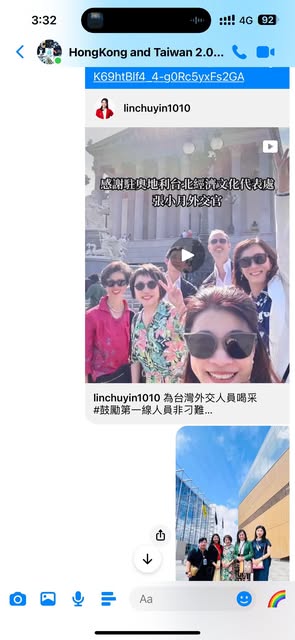 3:32
4G 92
HongKong and Taiwan 2.0...
K69htBlf4_4-g0Rc5yxFs2GA
linchuyin1010
感謝駐奧地利台北經濟文化代表處
張小月外交官
linchuyin1010 為台灣外交人員喝采
#鼓勵第一線人員非刁難...
Aa